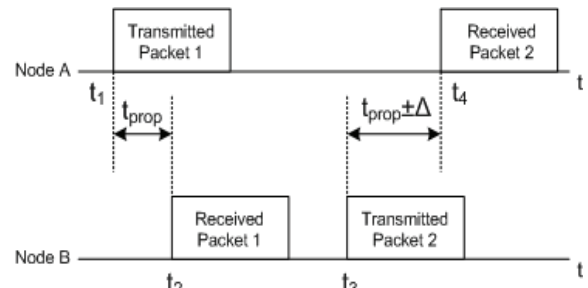 Transmitted
Packet 1
Received
Packet 2
Node A
t
t1
tprop
tprop±Δ
t4
Received
Packet 1
Transmitted
Packet 2
Node B
t
t2
t3